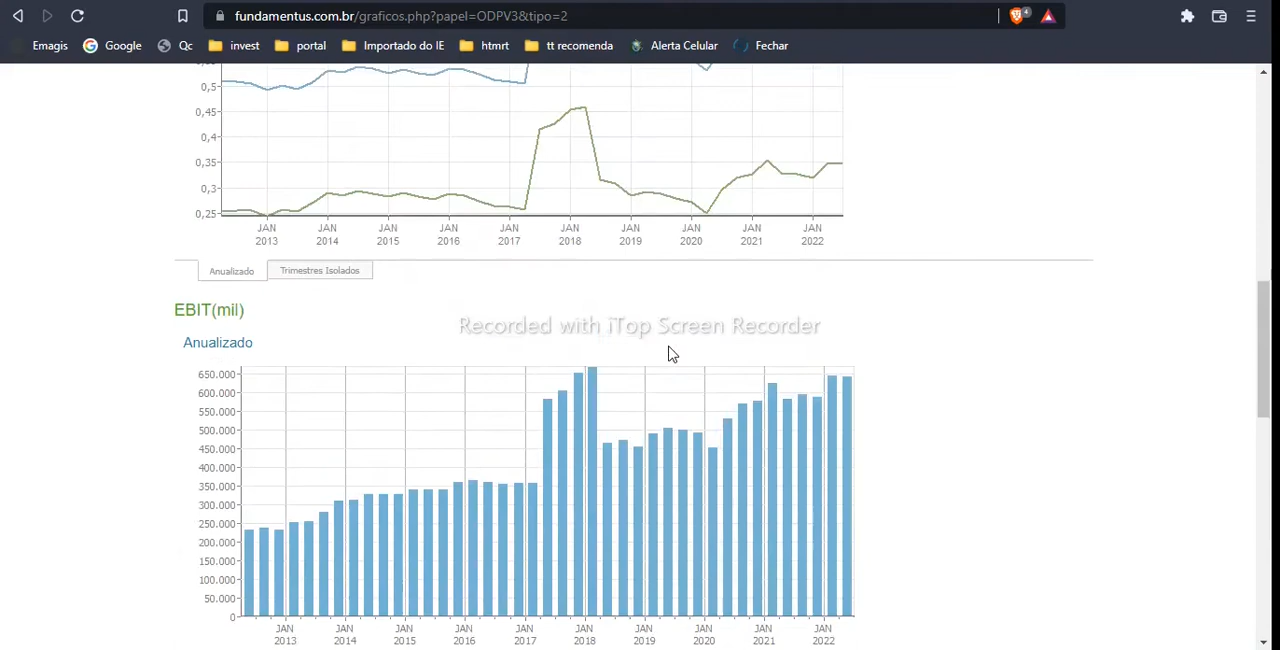 fundamentus.com.br/graficos.php?papel=ODPV3&tipo=2
4
Emagis Google Qc invest portal Importado do IE htmrt tt recomenda Alerta Celular Fechar
0,5
0,45
0,4
0,35
0,3
0,25
JAN JAN JAN JAN JAN JAN JAN JAN JAN JAN
2013 2014 2015 2016 2017 2018 2019 2020 2021 2022
Anualizado Trimestres Isolados
EBIT(mil)
Recorded with iTop Screen Recorder
Anualizado
650.000
600.000
550.000
500.000
450.000
400.000
350.000
300.000
250.000
200.000
150.000
100.000
50.000
0
JAN JAN JAN JAN JAN JAN JAN JAN JAN JAN
2013 2014 2015 2016 2017 2018 2019 2020 2021 2022